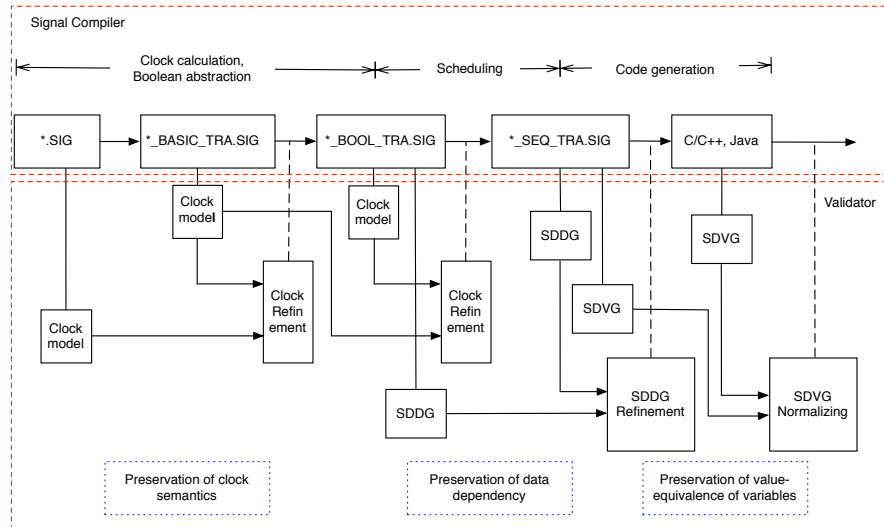 Signal Compiler
Clock calculation,
Boolean abstraction
Scheduling
Code generation
*.SIG
*_BASIC_TRA.SIG
*_BOOL_TRA.SIG
*_SEQ_TRA.SIG
C/C++, Java
Validator
Clock
model
Clock
model
SDDG
SDVG
Clock
Refin
ement
Clock
Refin
ement
SDVG
Clock
model
SDDG
SDDG
Refinement
SDVG
Normalizing
Preservation of clock
semantics
Preservation of data
dependency
Preservation of value-
equivalence of variables